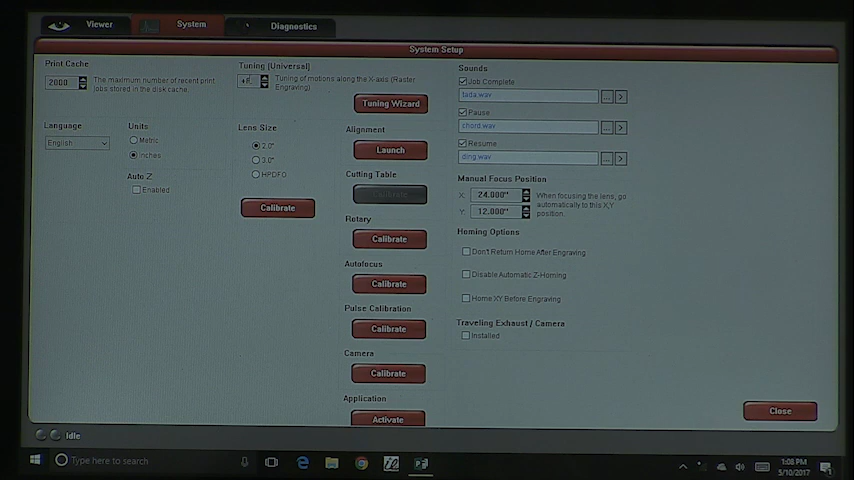 Viewer
System
Diagnostics
System Setup
Print Cache
2000
The maximum number of recent print
jobs stored in the disk cache.
Language
English
Units
Metric
Inches
Auto Z
Enabled
Tuning [Universal]
Tuning of motions along the X-axis (Raster
Engraving)
Tuning Wizard
Lens Size
2.0"
3.0"
HPDFO
Calibrate
Alignment
Launch
Cutting Table
Calibrate
Rotary
Calibrate
Autofocus
Calibrate
Pulse Calibration
Calibrate
Camera
Calibrate
Application
Activate
Sounds
Job Complete
tada.wav
...
>
Pause
chord.wav
...
>
Resume
ding.wav
...
>
Manual Focus Position
X: 24.000"
Y: 12.000"
When focusing the lens, go
automatically to this X,Y
position.
Homing Options
Don't Return Home After Engraving
Disable Automatic Z-Homing
Home XY Before Engraving
Traveling Exhaust / Camera
Installed
Close
Idle
Type here to search
1:08 PM
5/10/2017